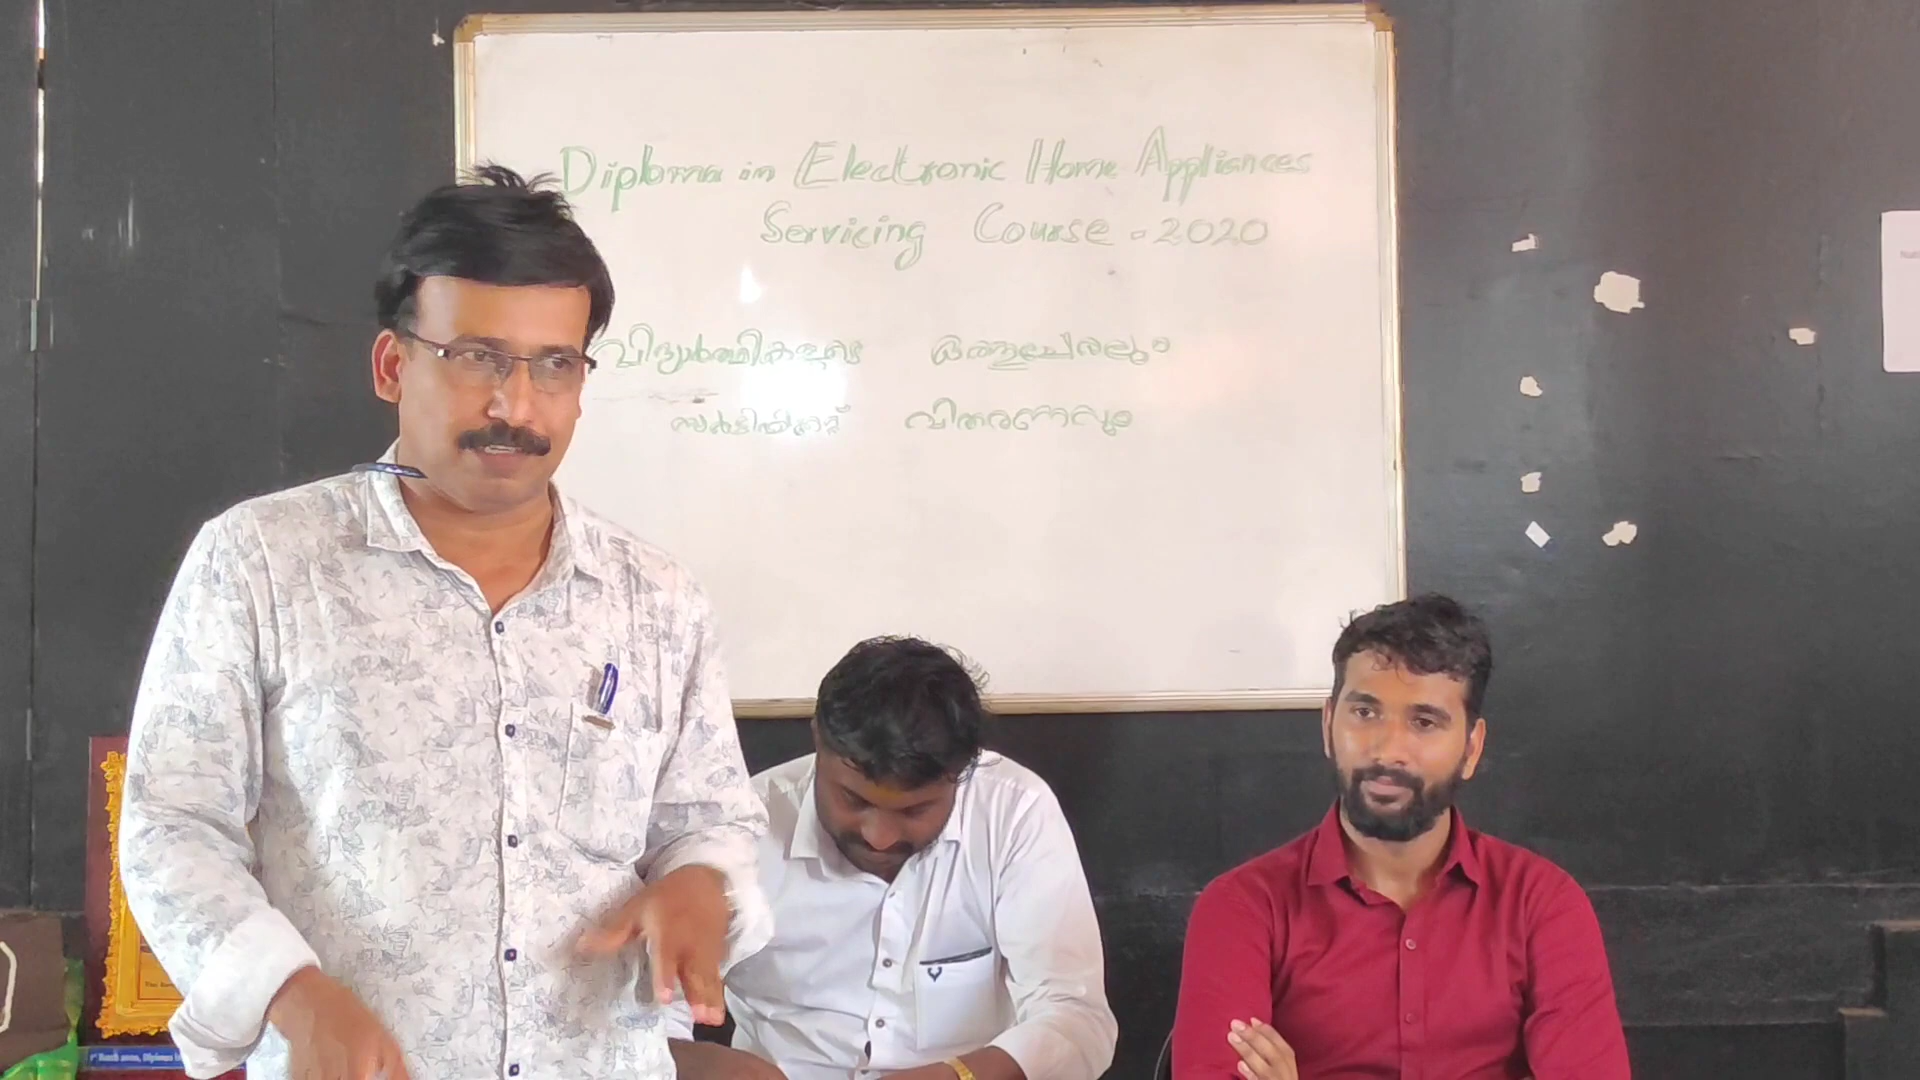 Diploma in Electronic Home Appliances
Servicing Course - 2020
വിദ്യാർത്ഥികളുടെ ഒത്തുചേരലും
സർട്ടിഫിക്കറ്റ് വിതരണവും